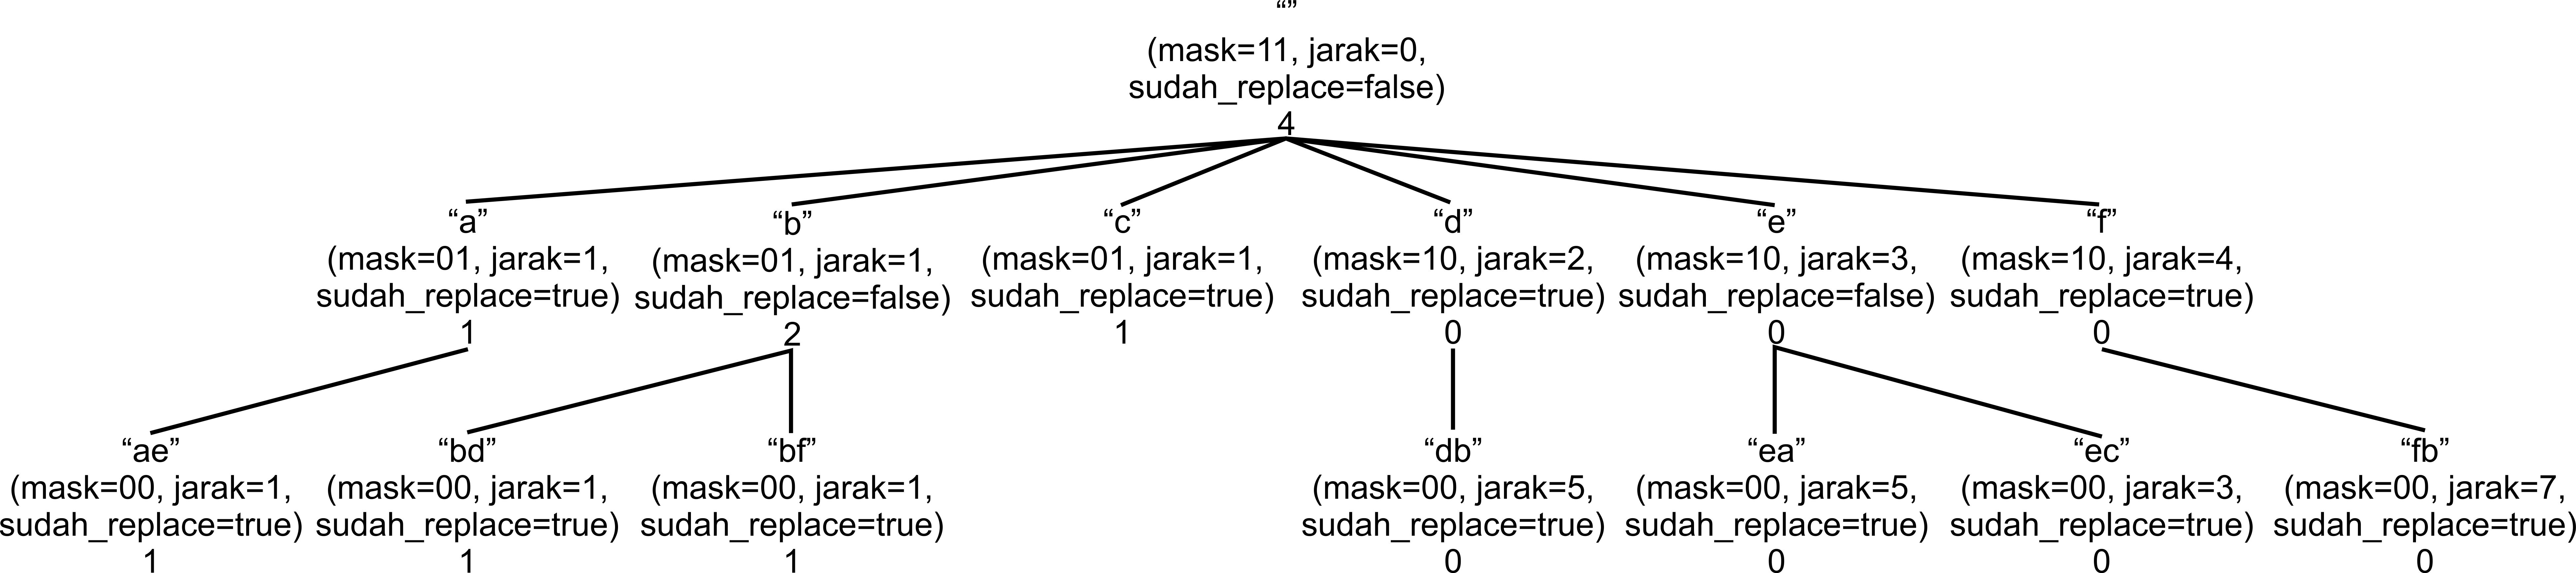 “”
(mask=11, jarak=0,
sudah_replace=false)
4
“a”
(mask=01, jarak=1,
sudah_replace=true)
1
“b”
(mask=01, jarak=1,
sudah_replace=false)
2
“c”
(mask=01, jarak=1,
sudah_replace=true)
1
“d”
(mask=10, jarak=2,
sudah_replace=true)
0
“e”
(mask=10, jarak=3,
sudah_replace=false)
0
“f”
(mask=10, jarak=4,
sudah_replace=true)
0
“ae”
(mask=00, jarak=1,
sudah_replace=true)
1
“bd”
(mask=00, jarak=1,
sudah_replace=true)
1
“bf”
(mask=00, jarak=1,
sudah_replace=true)
1
“db”
(mask=00, jarak=5,
sudah_replace=true)
0
“ea”
(mask=00, jarak=5,
sudah_replace=true)
0
“ec”
(mask=00, jarak=3,
sudah_replace=true)
0
“fb”
(mask=00, jarak=7,
sudah_replace=true)
0